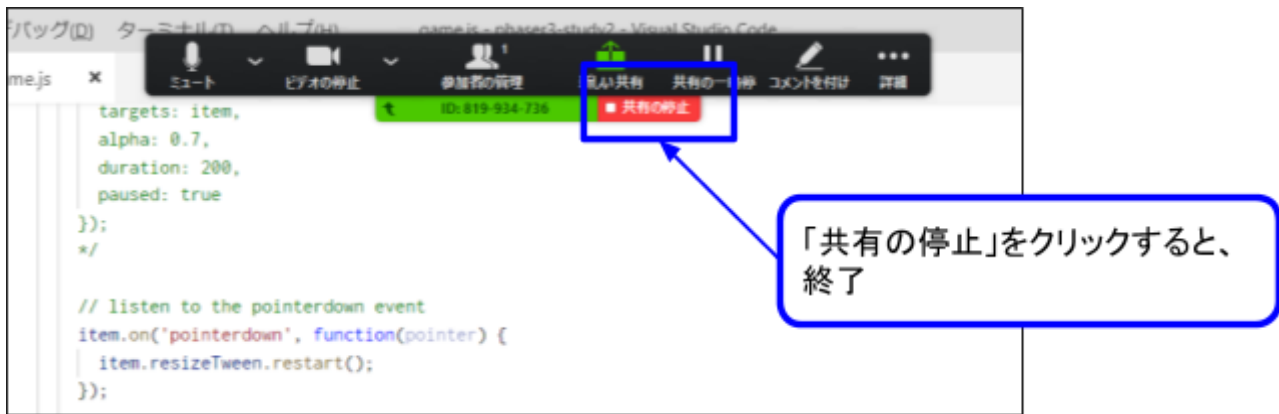 デバッグ(D) ターミナル(T) ヘルプ(H) game.js - phaser3-study2 - Visual Studio Code
me.js ×
ミュート ビデオの停止 参加者の管理 1 新しい共有 共有の一時停 コメントを付け 詳細
ID: 819-934-736 共有の停止
targets: item,
alpha: 0.7,
duration: 200,
paused: true
});
*/
「共有の停止」をクリックすると、
終了
// listen to the pointerdown event
item.on('pointerdown', function(pointer) {
item.resizeTween.restart();
});